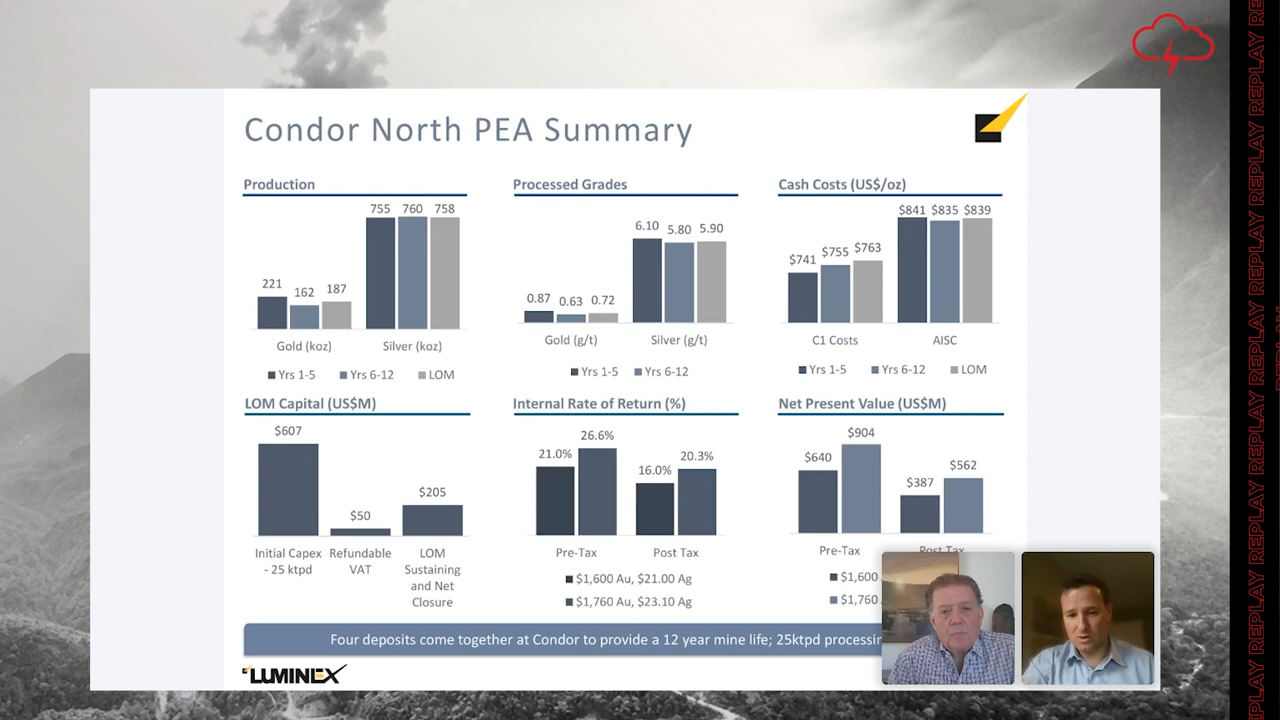 Condor North PEA Summary
Production
755 760 758
221 162 187
Gold (koz) Silver (koz)
Yrs 1-5 Yrs 6-12 LOM
Processed Grades
6.10 5.80 5.90
0.87 0.63 0.72
Gold (g/t) Silver (g/t)
Yrs 1-5 Yrs 6-12
Cash Costs (US$/oz)
$841 $835 $839
$741 $755 $763
C1 Costs AISC
Yrs 1-5 Yrs 6-12 LOM
LOM Capital (US$M)
$607
$50
$205
Initial Capex - 25 ktpd
Refundable VAT
LOM Sustaining and Net Closure
Internal Rate of Return (%)
21.0% 26.6%
16.0% 20.3%
Pre-Tax Post Tax
$1,600 Au, $21.00 Ag
$1,760 Au, $23.10 Ag
Net Present Value (US$M)
$640 $904
$387 $562
Pre-Tax Post Tax
$1,600
$1,760
Four deposits come together at Condor to provide a 12 year mine life; 25ktpd
LUMINEX
REPLAY REPLAY REPLAY REPLAY REPLAY REPLAY REPLAY REPLAY